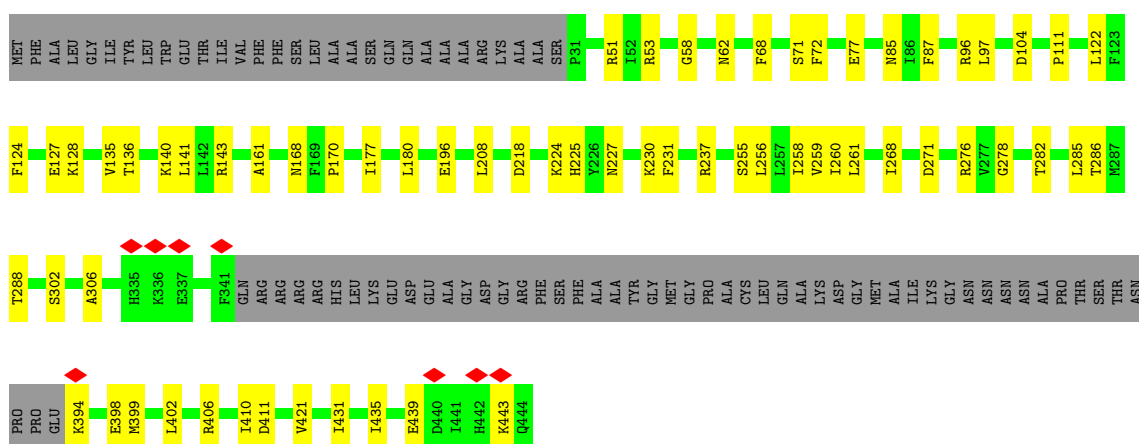 MET PHE ALA LEU GLY ILE TYR LEU TRP GLU THR ILE VAL PHE PHE SER LEU ALA ALA SER GLN GLN ALA ALA ALA ARG LYS ALA ALA SER P31 R51 I52 R53 G58 N62 F68 S71 F72 E77 N85 I86 F87 R96 L97 D104 P111 L122 F123
F124 E127 K128 V135 T136 K140 L141 L142 R143 A161 N168 F169 P170 I177 L180 E196 L208 D218 K224 H225 Y226 N227 K230 F231 R237 S255 L256 L257 I258 V259 I260 L261 I268 D271 R276 V277 G278 T282 L285 T286 M287
T288 S302 A306 H335 K336 E337 F341 GLN ARG ARG ARG ARG HIS LEU LYS GLU ASP GLU ALA GLY ASP GLY ARG PHE SER PHE ALA ALA TYR GLY MET GLY PRO ALA CYS LEU GLN ALA LYS ASP GLY MET ALA ILE LYS GLY ASN ASN ASN ASN ALA PRO THR SER THR ASN
PRO PRO GLU K394 E398 M399 L402 R406 I410 D411 V421 I431 I435 E439 D440 I441 H442 K443 Q444